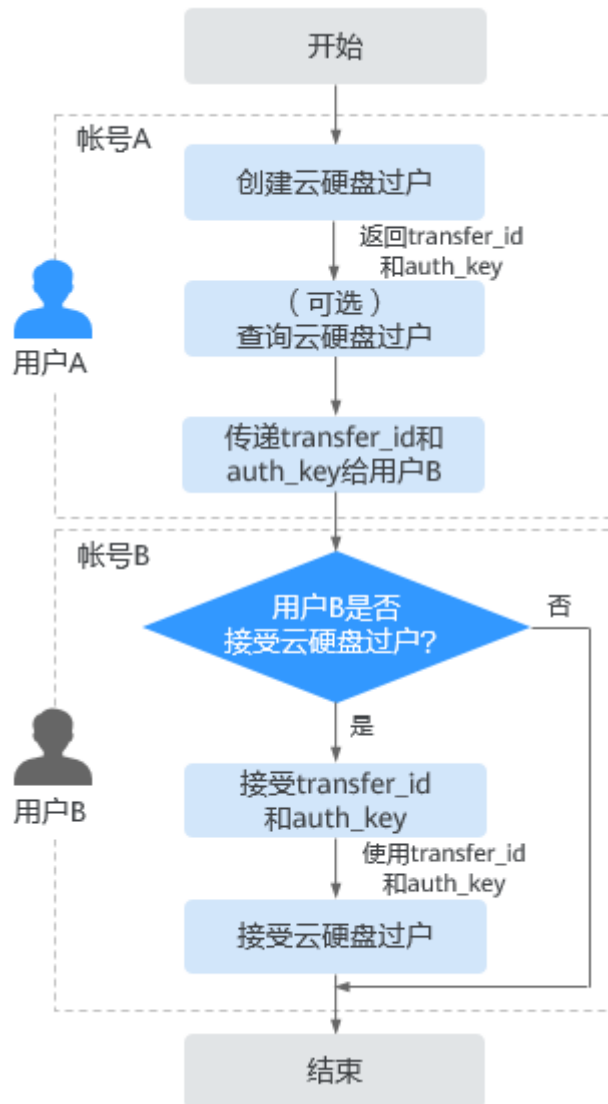 开始
帐号A
创建云硬盘过户
返回transfer_id
和auth_key
（可选）
查询云硬盘过户
用户A
传递transfer_id和
auth_key给用户B
帐号B
用户B是否
接受云硬盘过户?
否
是
用户B
接受transfer_id
和auth_key
使用transfer_id
和auth_key
接受云硬盘过户
结束